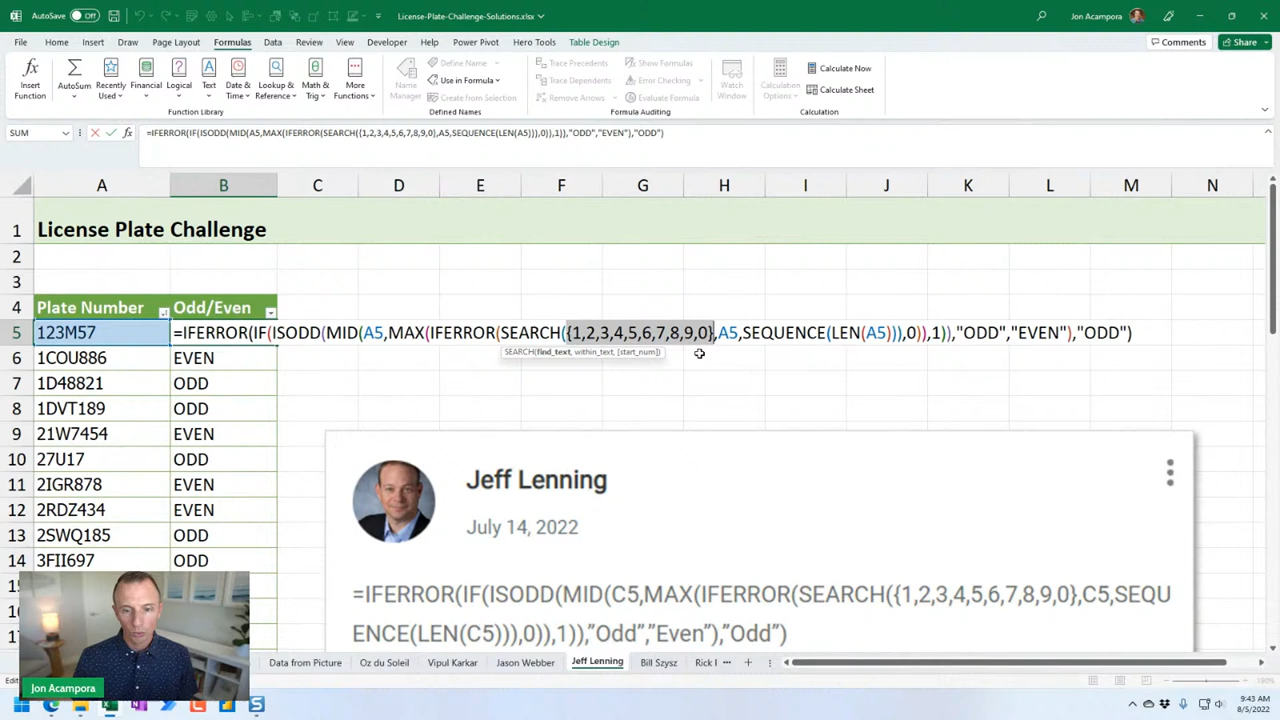 AutoSave Off
License-Plate-Challenge-Solutions.xlsx
Jon Acampora
File Home Insert Draw Page Layout Formulas Data Review View Developer Help Power Pivot Hero Tools Table Design
Comments Share
Insert Function
AutoSum
Recently Used
Financial
Logical
Text
Date & Time
Lookup & Reference
Math & Trig
More Functions
Function Library
Name Manager
Define Name
Use in Formula
Create from Selection
Defined Names
Trace Precedents
Trace Dependents
Remove Arrows
Show Formulas
Error Checking
Evaluate Formula
Formula Auditing
Watch Window
Calculation Options
Calculate Now
Calculate Sheet
Calculation
SUM
fx
=IFERROR(IF(ISODD(MID(A5,MAX(IFERROR(SEARCH({1,2,3,4,5,6,7,8,9,0},A5,SEQUENCE(LEN(A5))),0)),1)),"ODD","EVEN"),"ODD")
A B C D E F G H I J K L M N
1 License Plate Challenge
2
3
4 Plate Number Odd/Even
5 123M57 =IFERROR(IF(ISODD(MID(A5,MAX(IFERROR(SEARCH({1,2,3,4,5,6,7,8,9,0},A5,SEQUENCE(LEN(A5))),0)),1)),"ODD","EVEN"),"ODD")
SEARCH(find_text, within_text, [start_num])
6 1COU886 EVEN
7 1D48821 ODD
8 1DVT189 ODD
9 21W7454 EVEN
10 27U17 ODD
11 2IGR878 EVEN
12 2RDZ434 EVEN
13 2SWQ185 ODD
14 3FII697 ODD
Jeff Lenning
July 14, 2022
=IFERROR(IF(ISODD(MID(C5,MAX(IFERROR(SEARCH({1,2,3,4,5,6,7,8,9,0},C5,SEQU
ENCE(LEN(C5))),0)),1)),"Odd","Even"),"Odd")
Jon Acampora
Data from Picture Oz du Soleil Vipul Karkar Jason Webber Jeff Lenning Bill Szysz Rick I
9:43 AM
8/5/2022